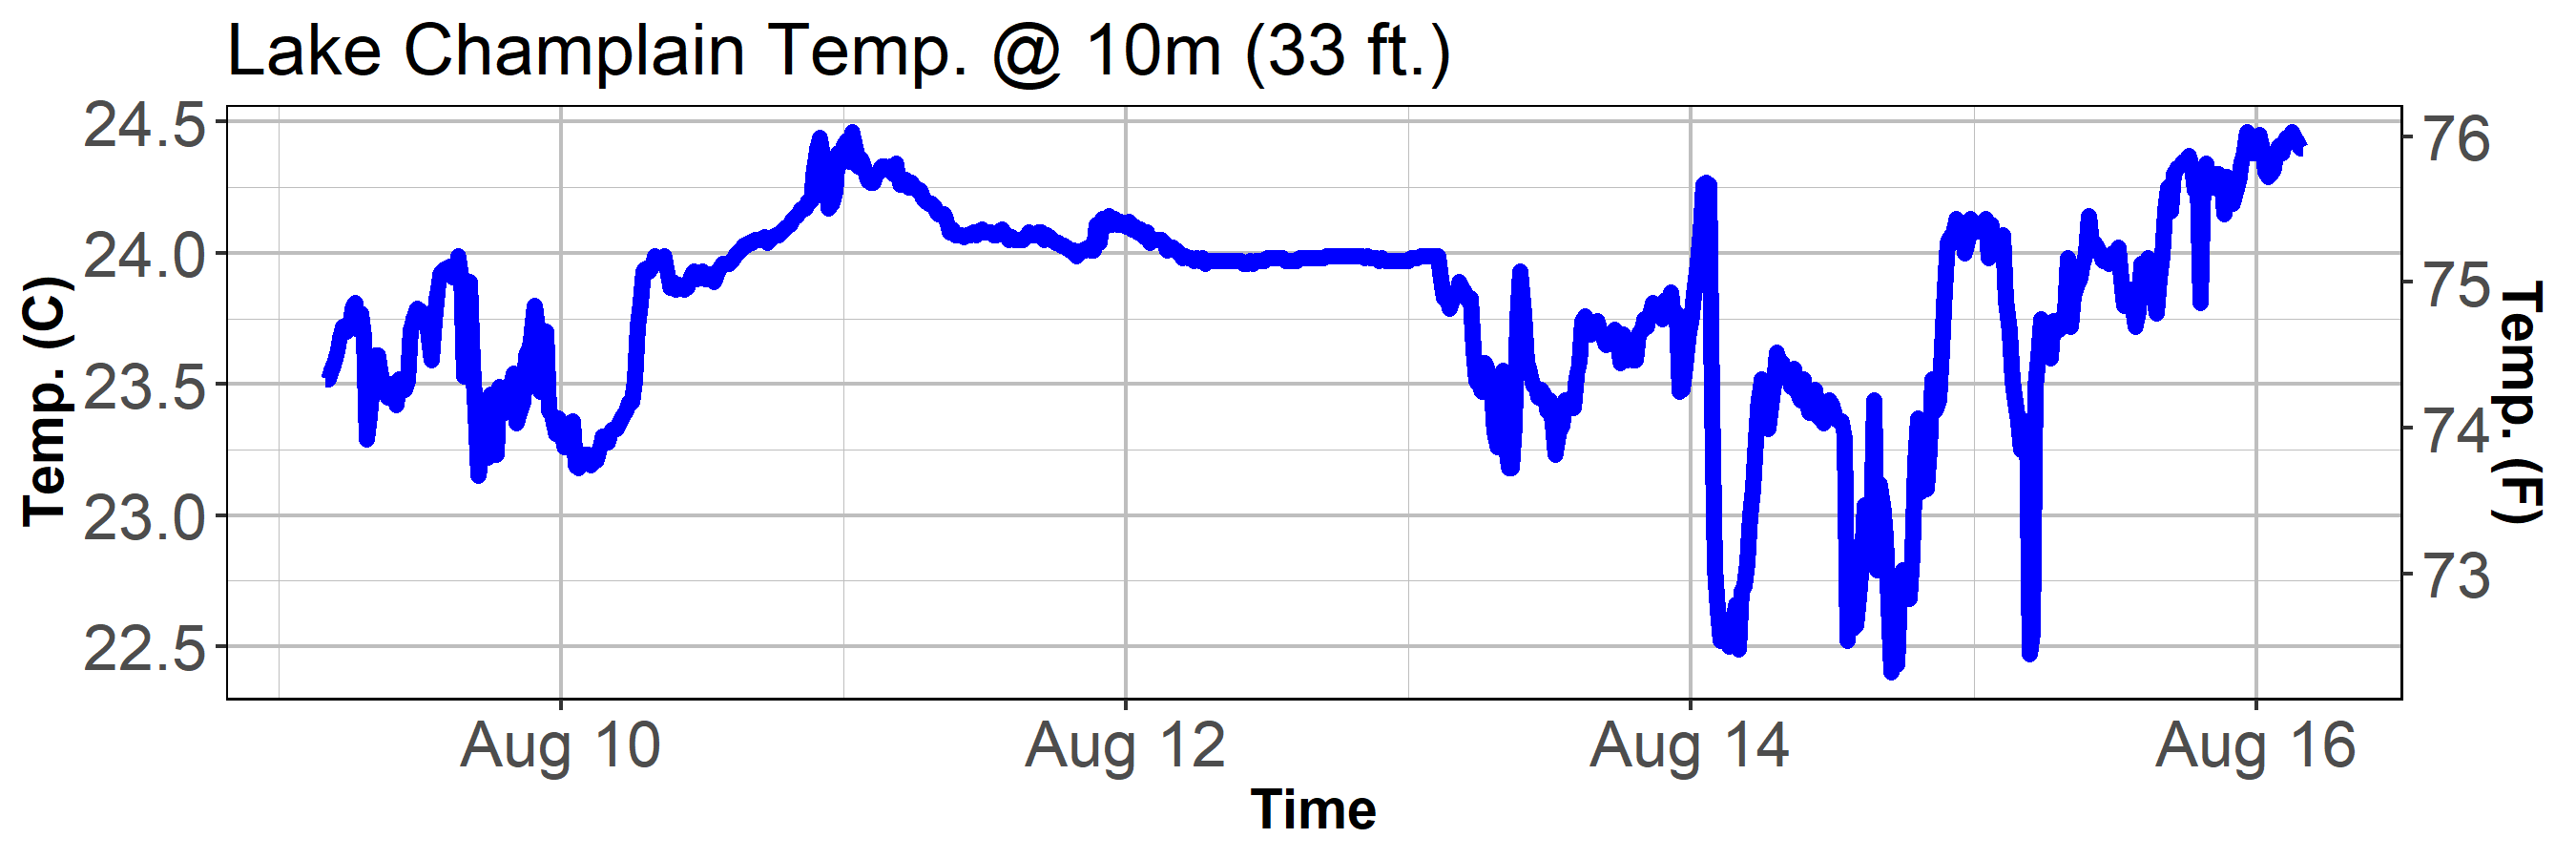 Lake Champlain Temp. @ 10m (33 ft.)
24.5
24.0
23.5
23.0
22.5
Temp. (C)
76
75
74
73
Temp. (F)
Aug 10 Aug 12 Aug 14 Aug 16
Time